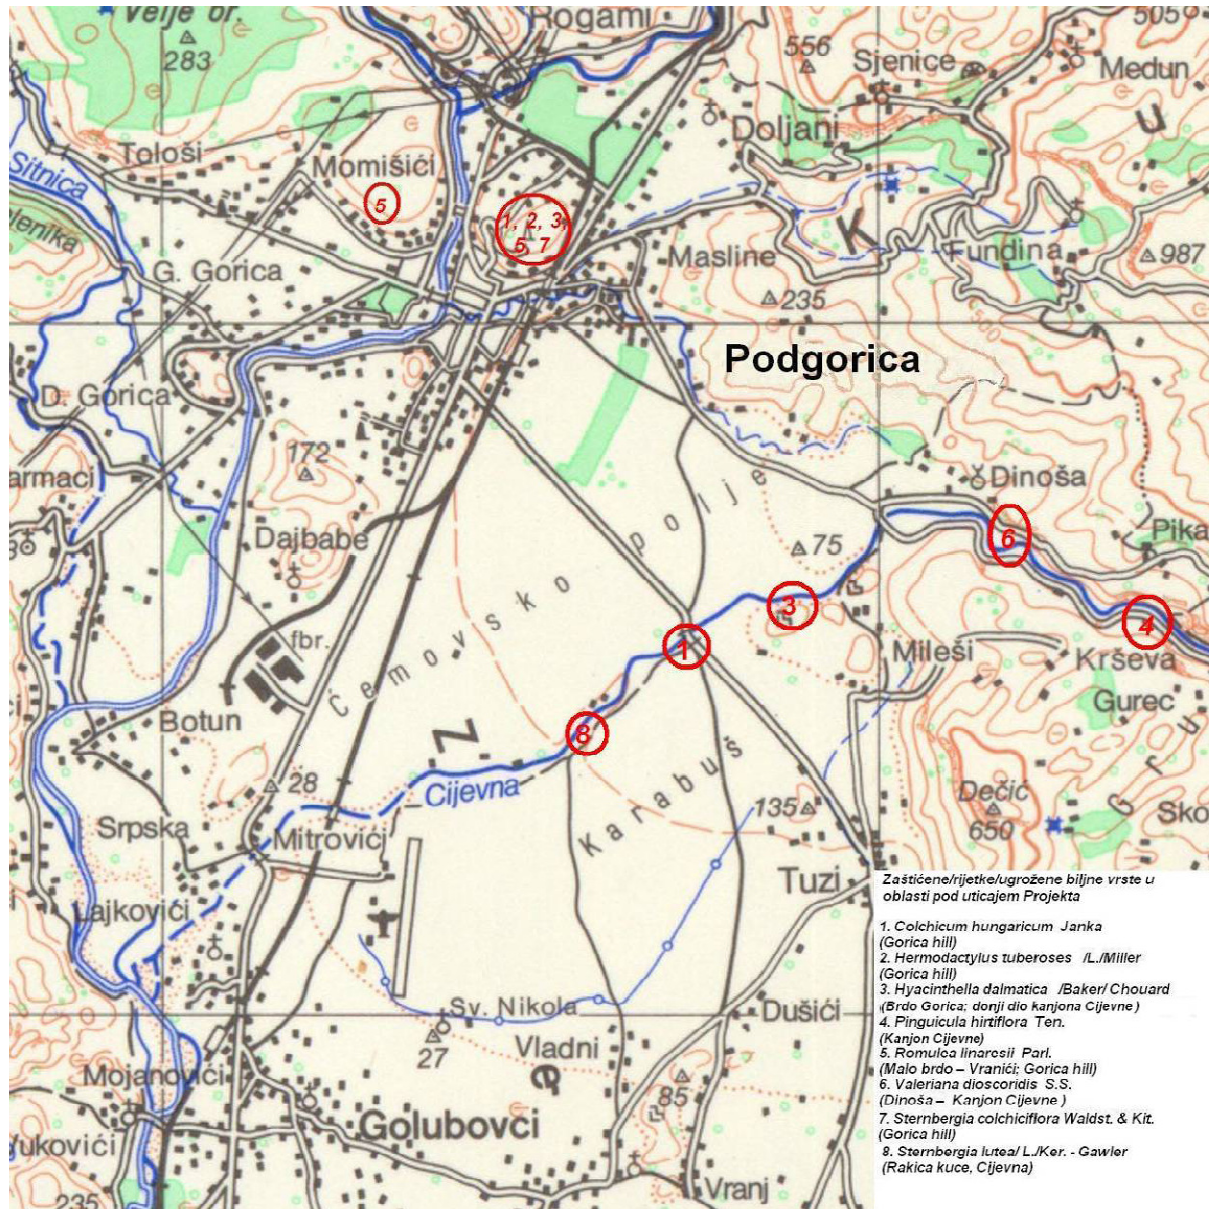 Velje br.
283
Rogami
556
Sjenice
505
Medun
Doljani
Tološi
Momišići
Sitnica
5
1, 2, 3,
5, 7
K
u
G. Gorica
Masline
Fundina
987
235
500
Podgorica
D. Gorica
172
Dinoša
armaci
Dajbabe
polje
75
6
Pika
3
4
fbr.
Čemovsko
1
Mileši
Krševa
Gurec
Botun
Z
8
r
u
28
Cijevna
Karabuš
135
Dečić
650
G
Sko
Srpska
Mitrovići
Tuzi
Lajkovići
Sv. Nikola
27
Dušići
Vladni
Mojanovići
85
Golubovci
Vukovići
Vranj
235
Zaštićene/rijetke/ugrožene biljne vrste u
oblasti pod uticajem Projekta
1. Colchicum hungaricum Janka
(Gorica hill)
2. Hermodactylus tuberoses /L./Miller
(Gorica hill)
3. Hyacinthella dalmatica /Baker/ Chouard
(Brdo Gorica; donji dio kanjona Cijevne)
4. Pinguicula hirtiflora Ten.
(Kanjon Cijevne)
5. Romulea linaresii Parl.
(Malo brdo – Vranići; Gorica hill)
6. Valeriana dioscoridis S.S.
(Dinoša – Kanjon Cijevne )
7. Sternbergia colchiciflora Waldst. & Kit.
(Gorica hill)
8. Sternbergia lutea/ L./Ker. - Gawler
(Rakica kuce, Cijevna)